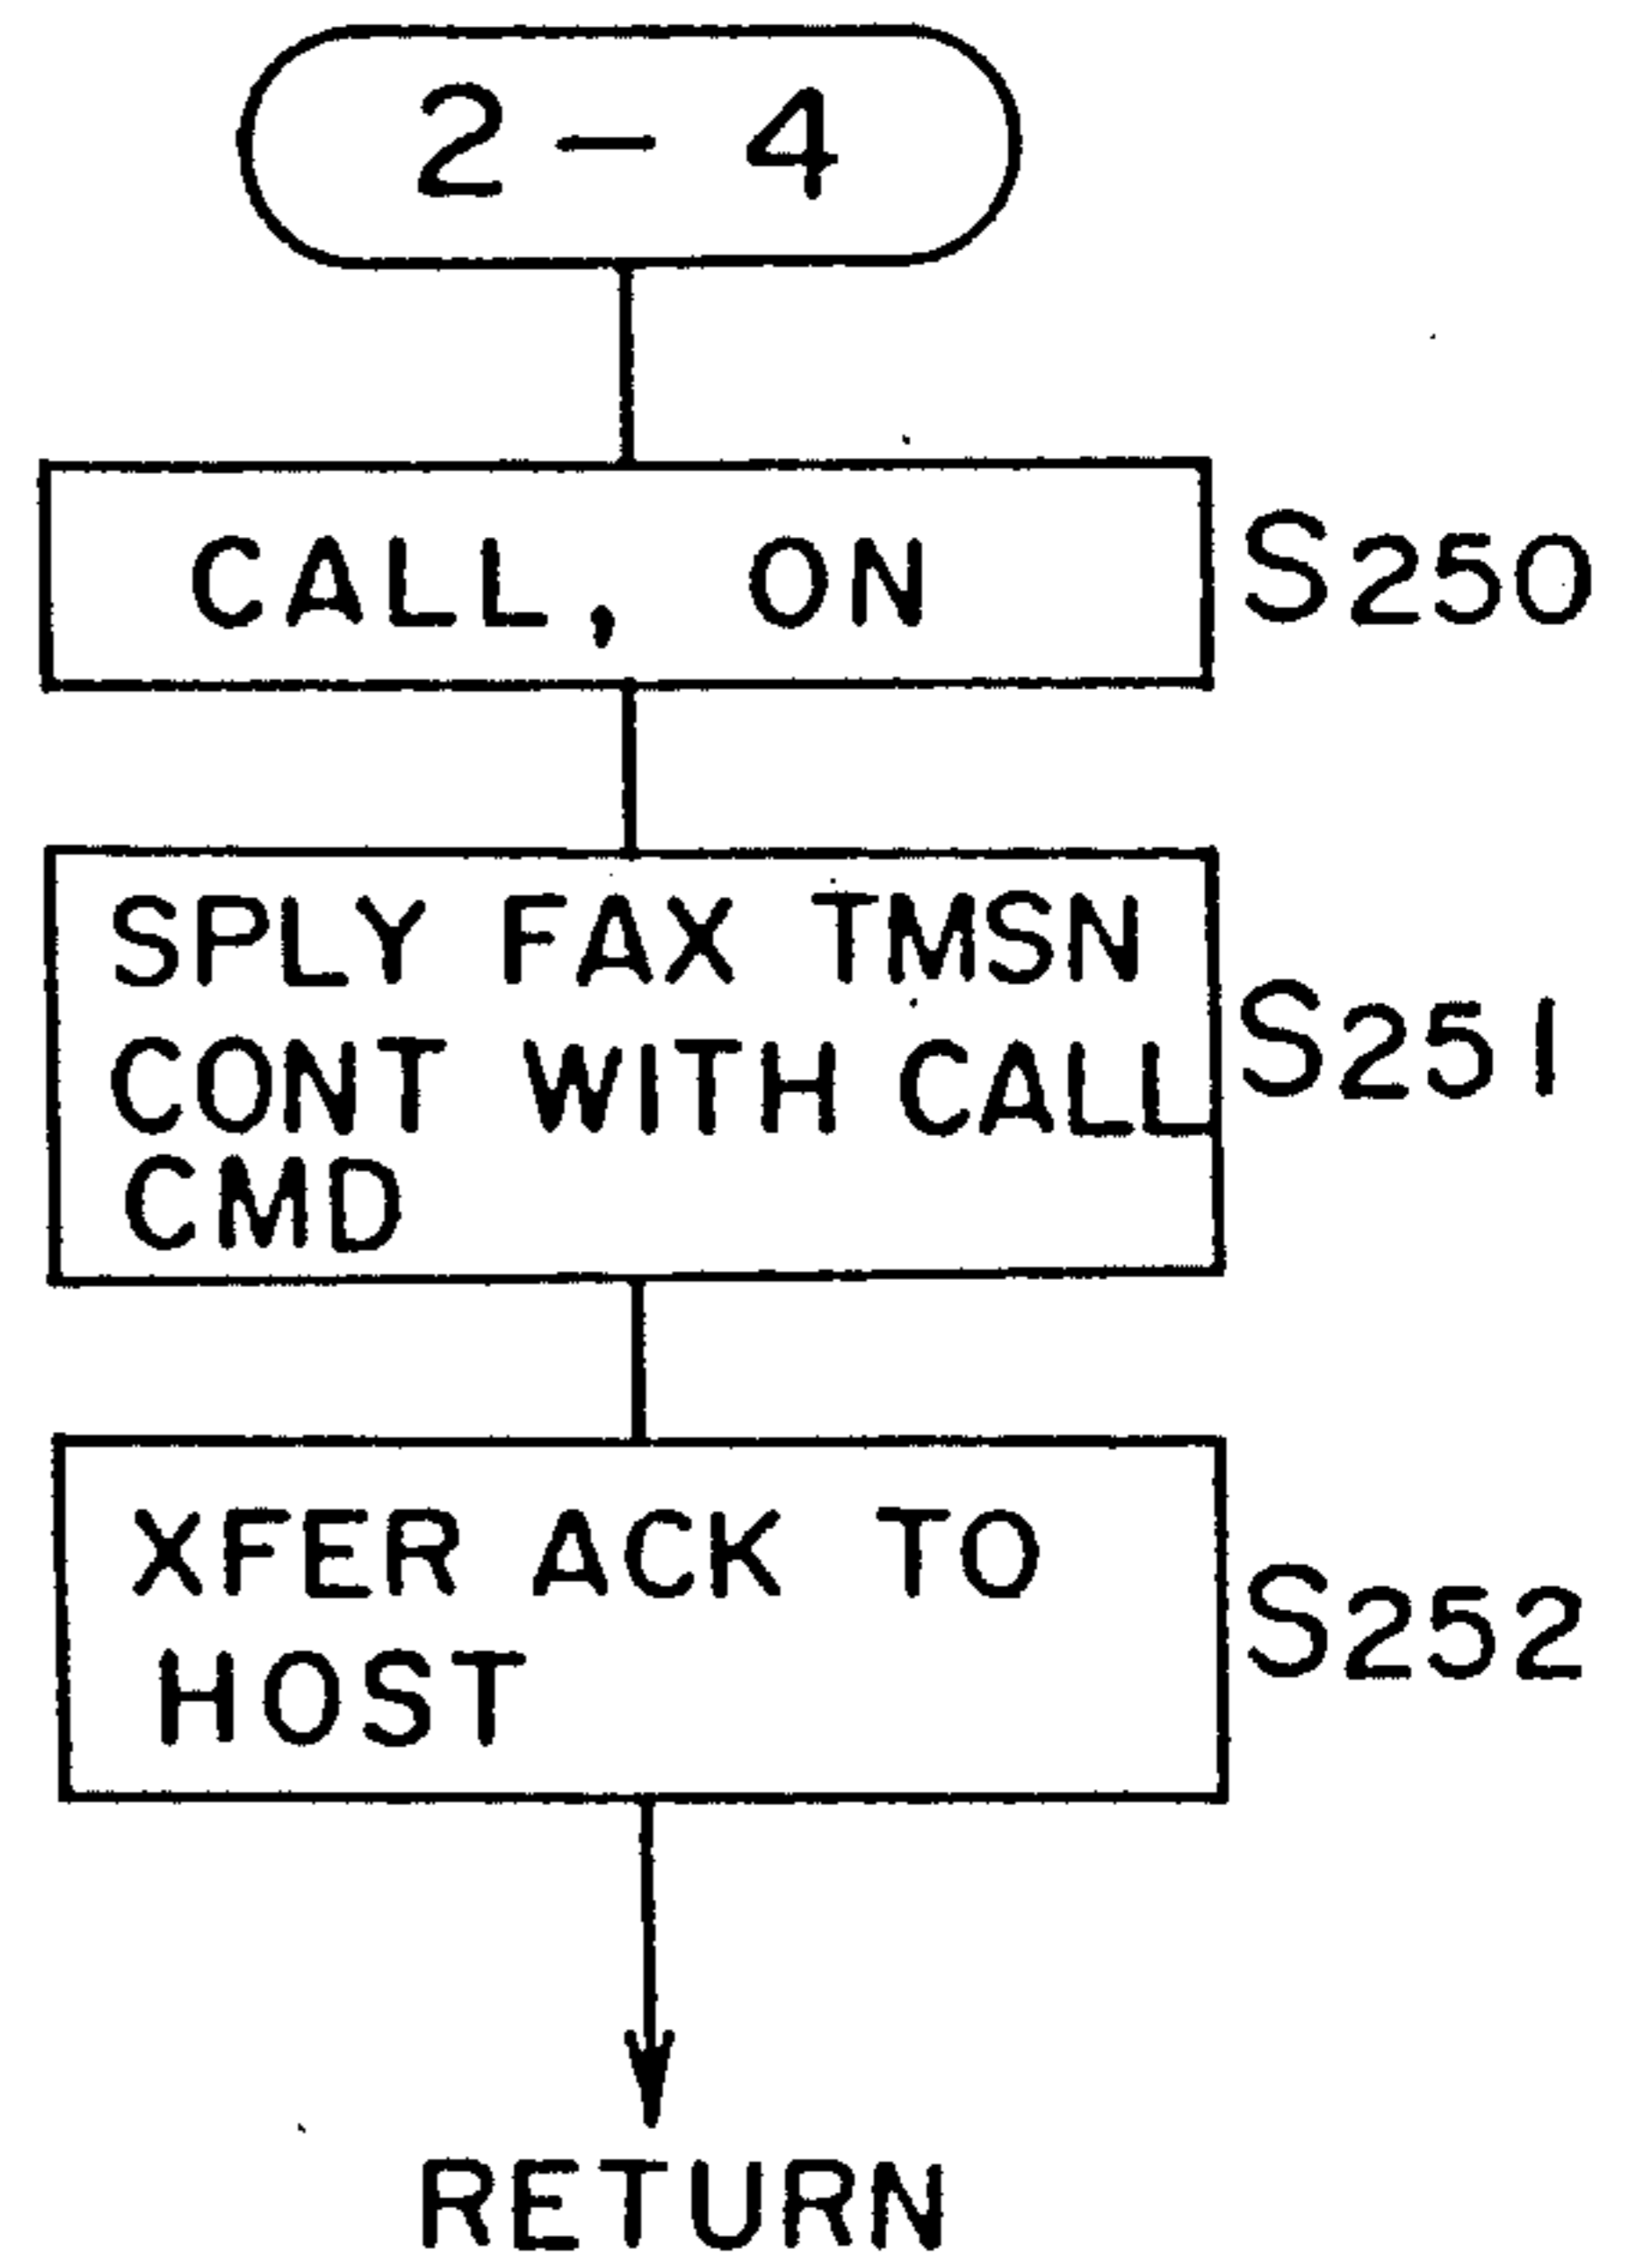 2-4
CALL, ON
S250
SPLY FAX TMSN
CONT WITH CALL
CMD
S251
XFER ACK TO
HOST
S252
RETURN